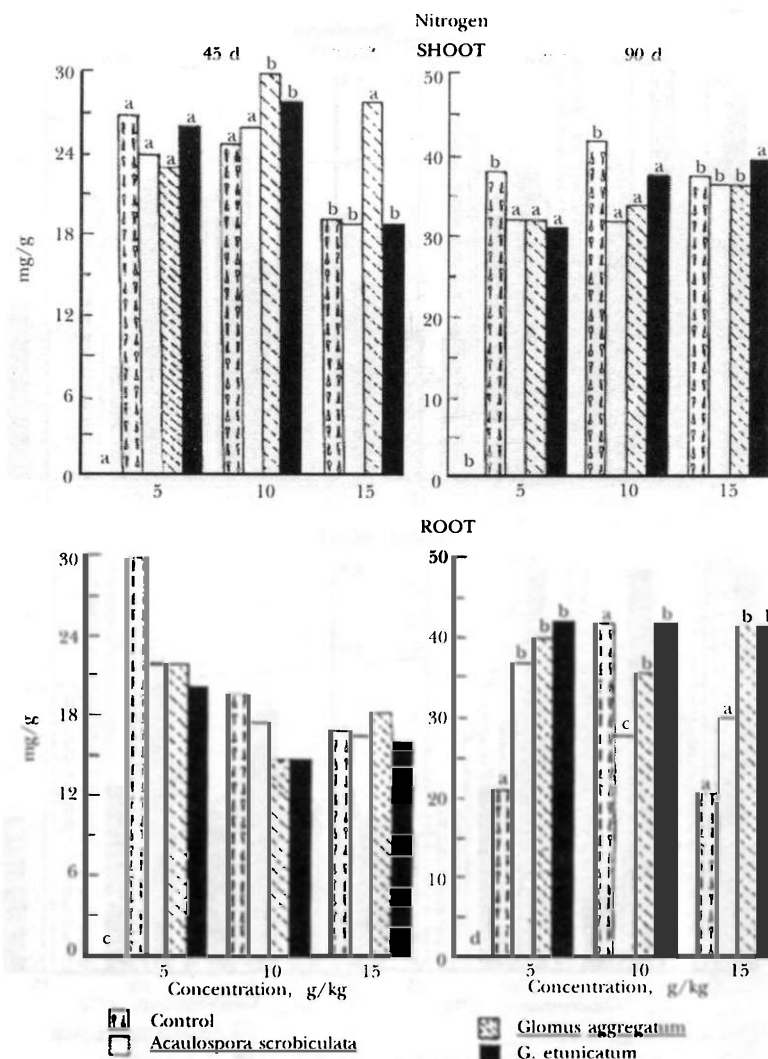 Nitrogen
SHOOT
45 d
90 d
30
24
18
12
6
0
mg/g
a
a
a
a
a
b
b
b
a
a
b
b
a
b
5
10
15
50
40
30
20
10
0
b
b
a
a
a
b
a
a
a
b
b
b
a
5
10
15
ROOT
30
24
18
12
6
0
mg/g
c
5
10
15
Concentration, g/kg
50
40
30
20
10
0
d
a
b
b
b
a
c
b
b
a
a
b
b
5
10
15
Concentration, g/kg
Control
Acaulospora scrobiculata
Glomus aggregatum
G. etunicatum